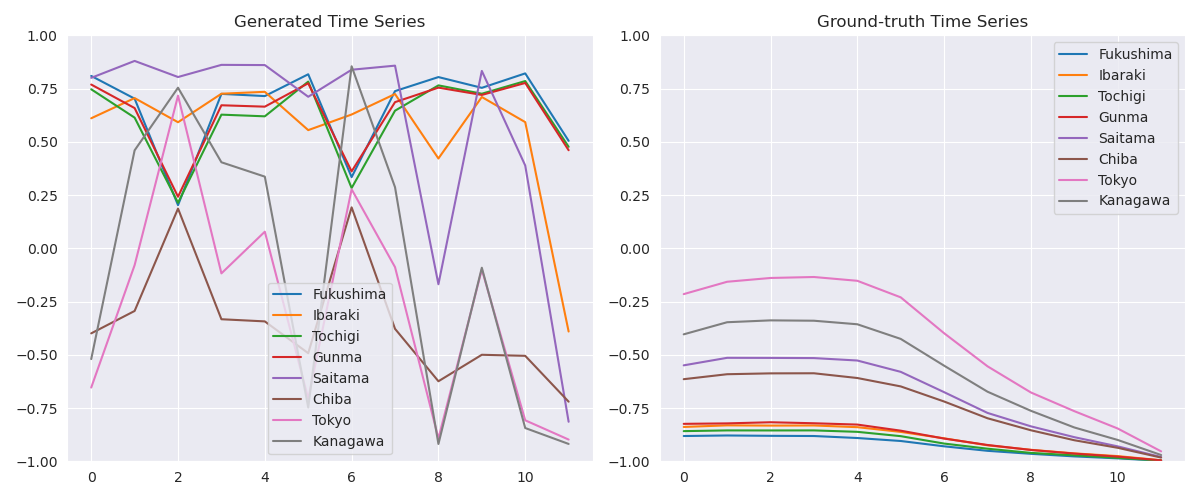 Generated Time Series
1.00
0.75
0.50
0.25
0.00
−0.25
−0.50
−0.75
−1.00
0 2 4 6 8 10
Fukushima
Ibaraki
Tochigi
Gunma
Saitama
Chiba
Tokyo
Kanagawa
Ground-truth Time Series
1.00
0.75
0.50
0.25
0.00
−0.25
−0.50
−0.75
−1.00
0 2 4 6 8 10
Fukushima
Ibaraki
Tochigi
Gunma
Saitama
Chiba
Tokyo
Kanagawa